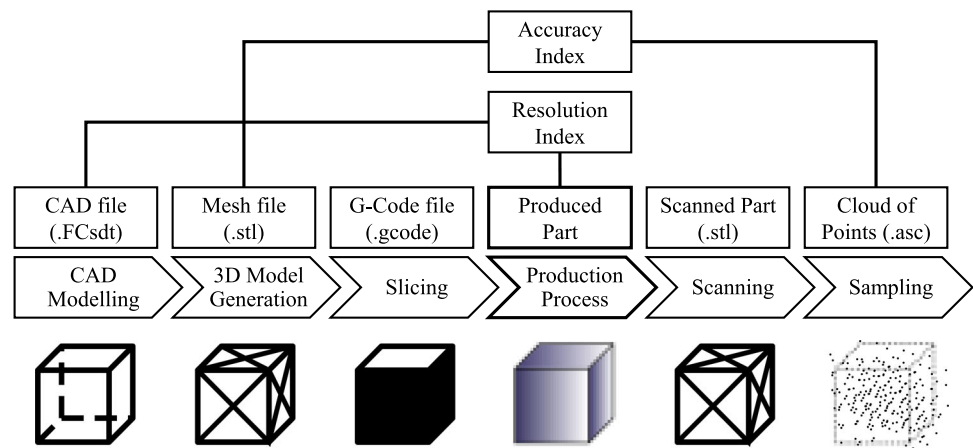 Accuracy
Index
Resolution
Index
CAD file
(.FCsdt)
Mesh file
(.stl)
G-Code file
(.gcode)
Produced
Part
Scanned Part
(.stl)
Cloud of
Points (.asc)
CAD
Modelling
3D Model
Generation
Slicing
Production
Process
Scanning
Sampling